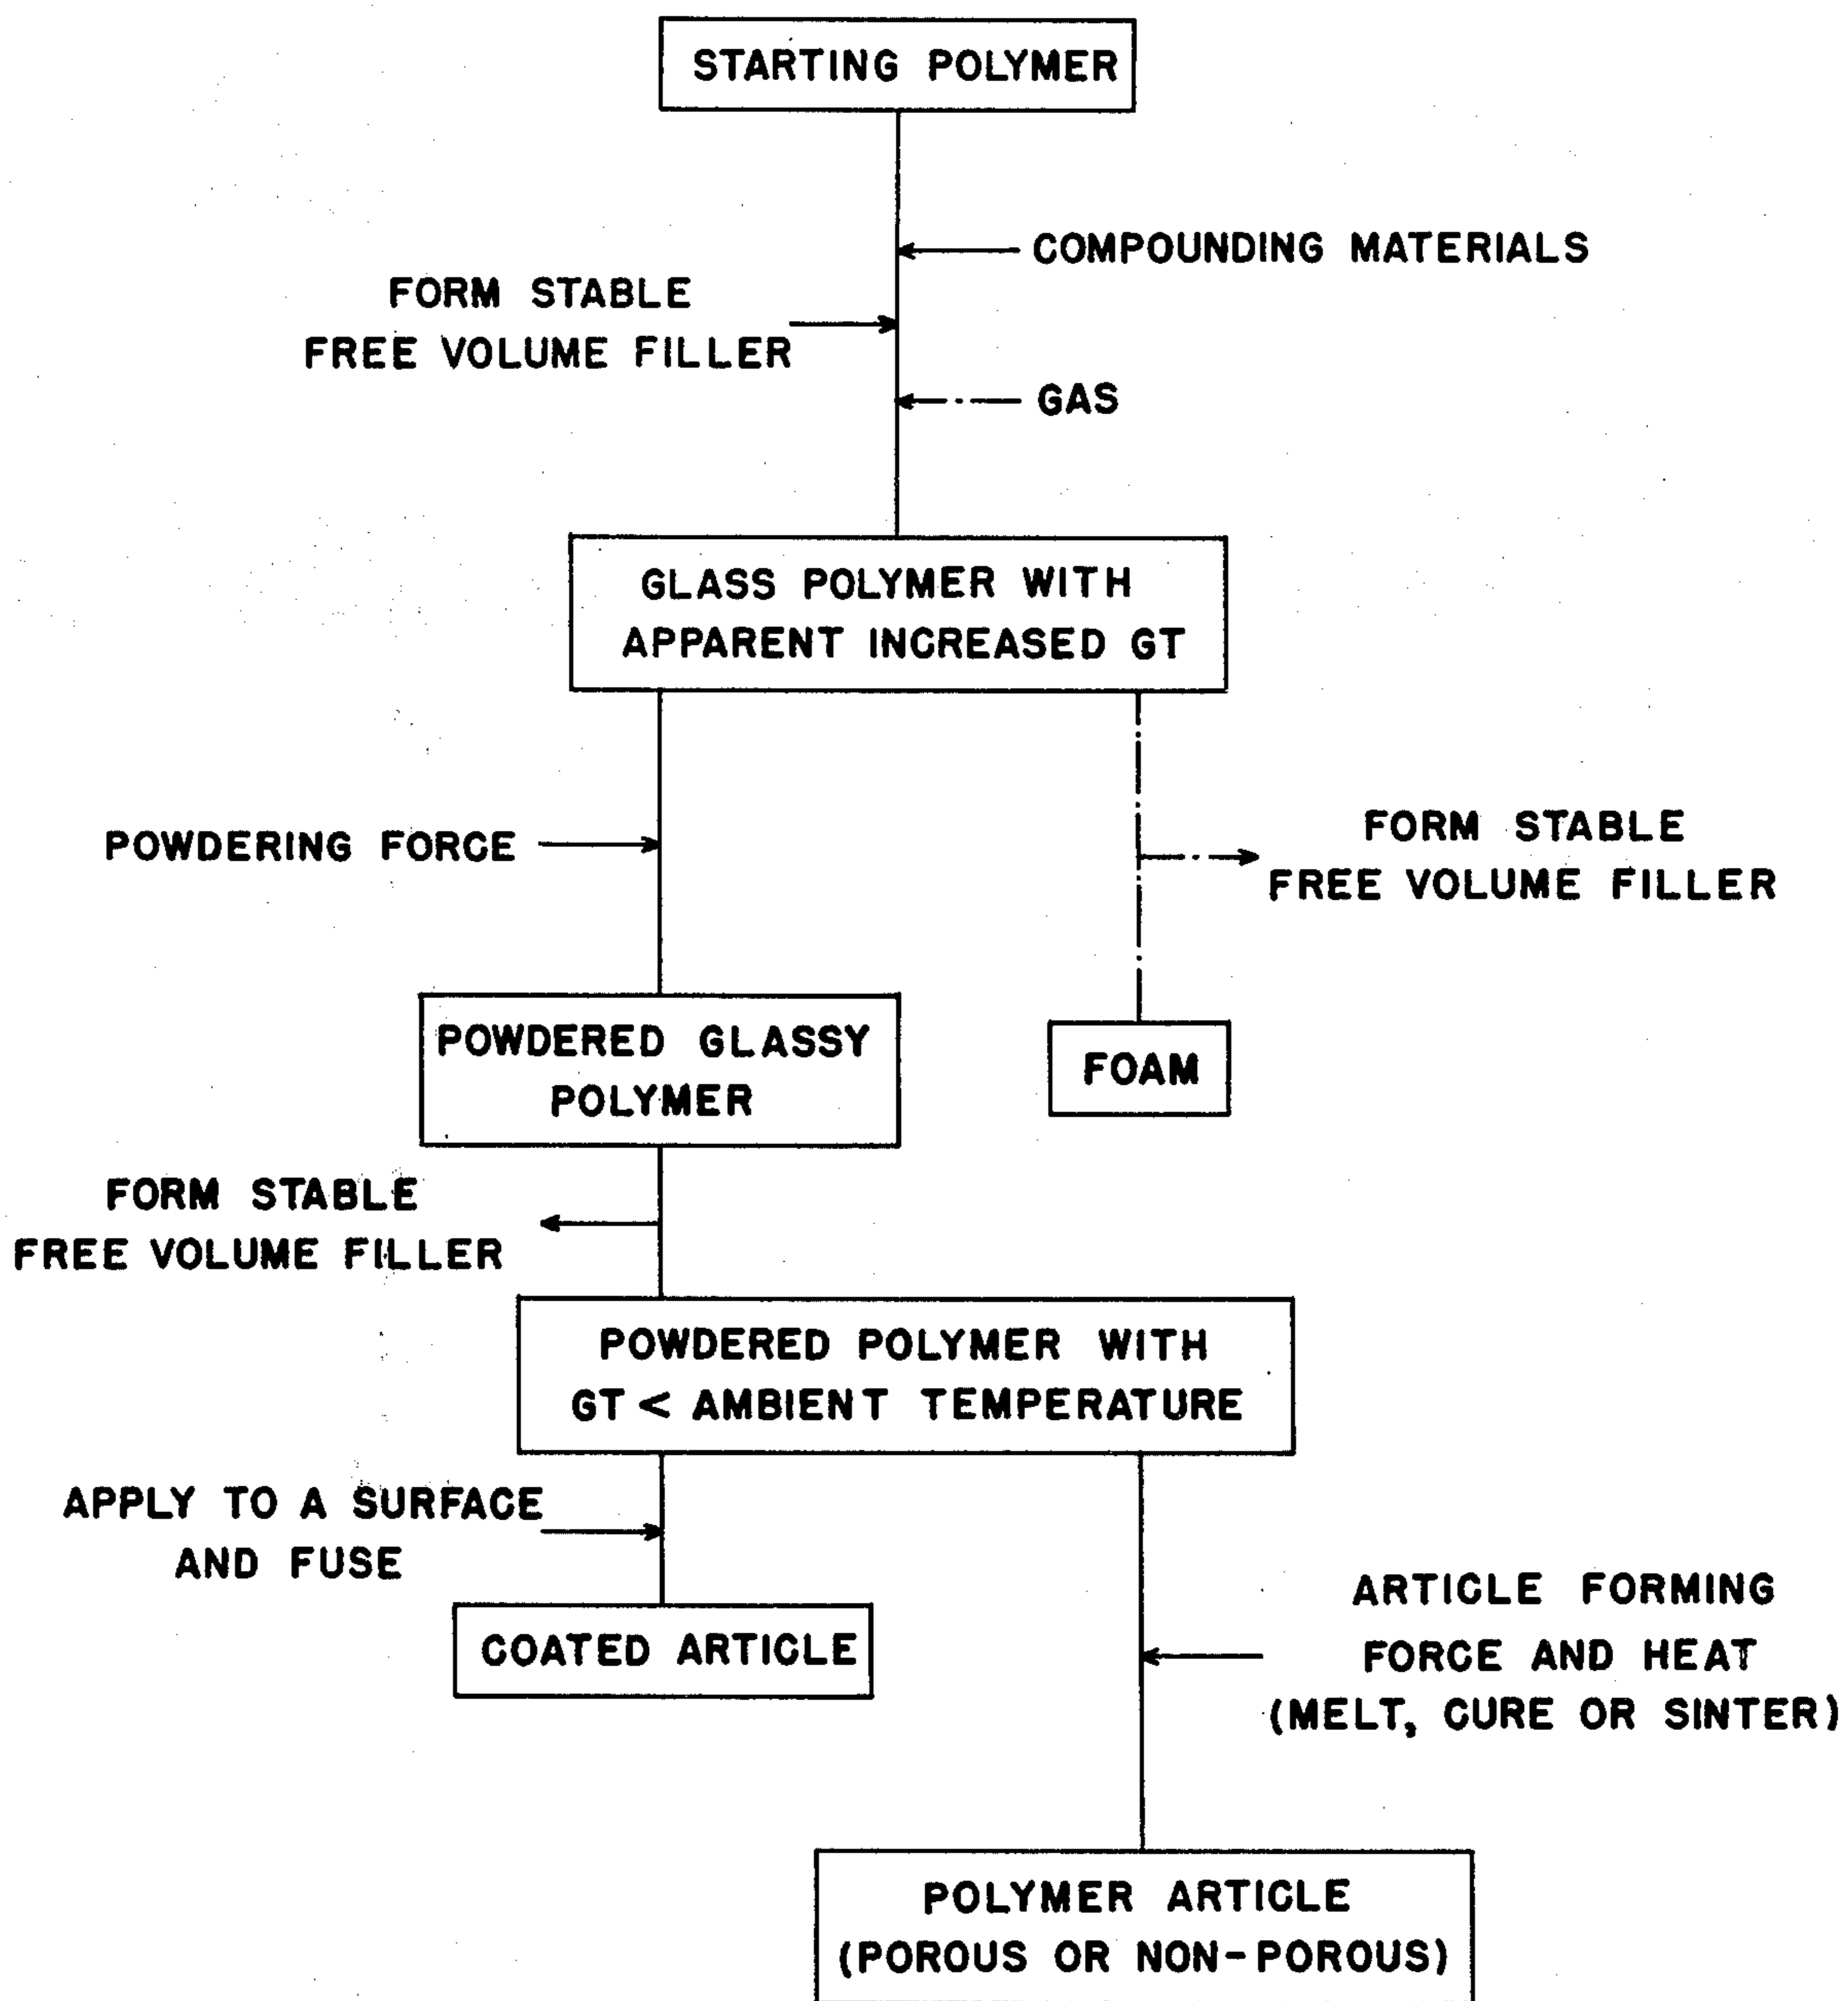 STARTING POLYMER
COMPOUNDING MATERIALS
FORM STABLE
FREE VOLUME FILLER
GAS
GLASS POLYMER WITH
APPARENT INCREASED GT
POWDERING FORCE
FORM STABLE
FREE VOLUME FILLER
POWDERED GLASSY
POLYMER
FOAM
FORM STABLE
FREE VOLUME FILLER
POWDERED POLYMER WITH
GT < AMBIENT TEMPERATURE
APPLY TO A SURFACE
AND FUSE
COATED ARTICLE
ARTICLE FORMING
FORCE AND HEAT
(MELT, CURE OR SINTER)
POLYMER ARTICLE
(POROUS OR NON-POROUS)